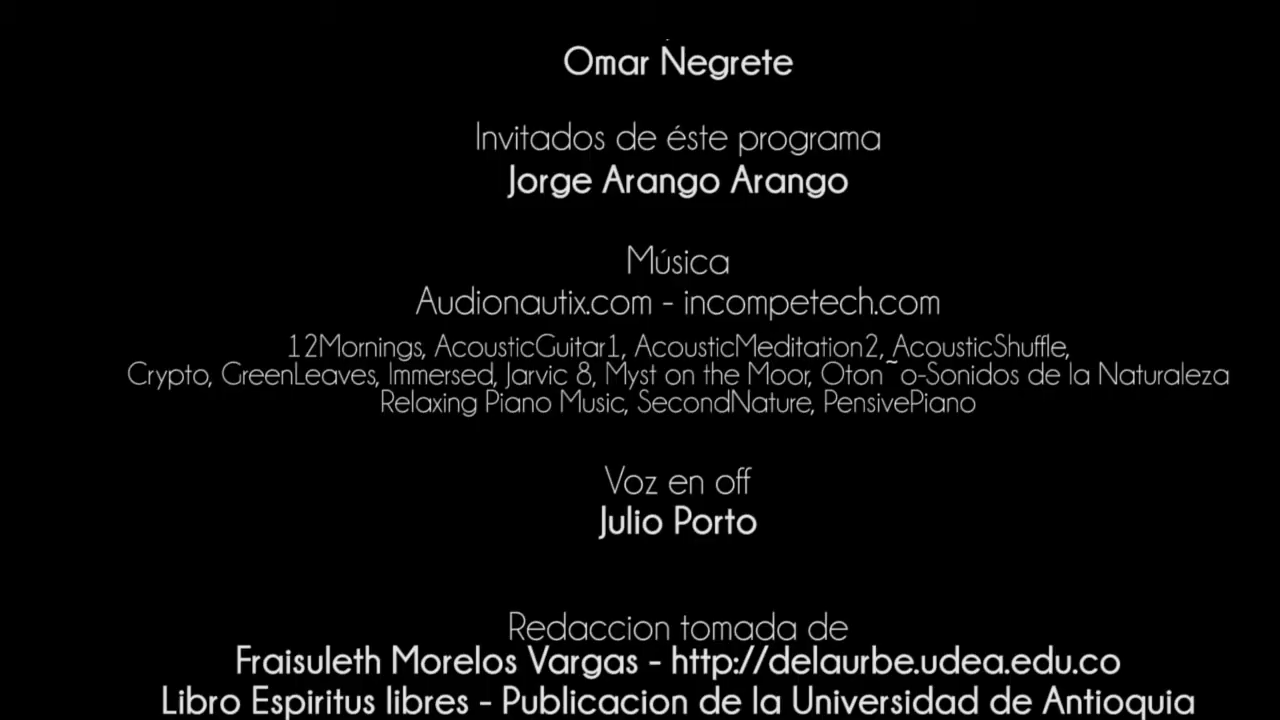 Omar Negrete
Invitados de éste programa
Jorge Arango Arango
Música
Audionautix.com - incompetech.com
12Mornings, AcousticGuitar1, AcousticMeditation2, AcousticShuffle,
Crypto, GreenLeaves, Immersed, Jarvic 8, Myst on the Moor, Oton~o-Sonidos de la Naturaleza
Relaxing Piano Music, SecondNature, PensivePiano
Voz en off
Julio Porto
Redaccion tomada de
Fraisuleth Morelos Vargas - http://delaurbe.udea.edu.co
Libro Espiritus libres - Publicacion de la Universidad de Antioquia